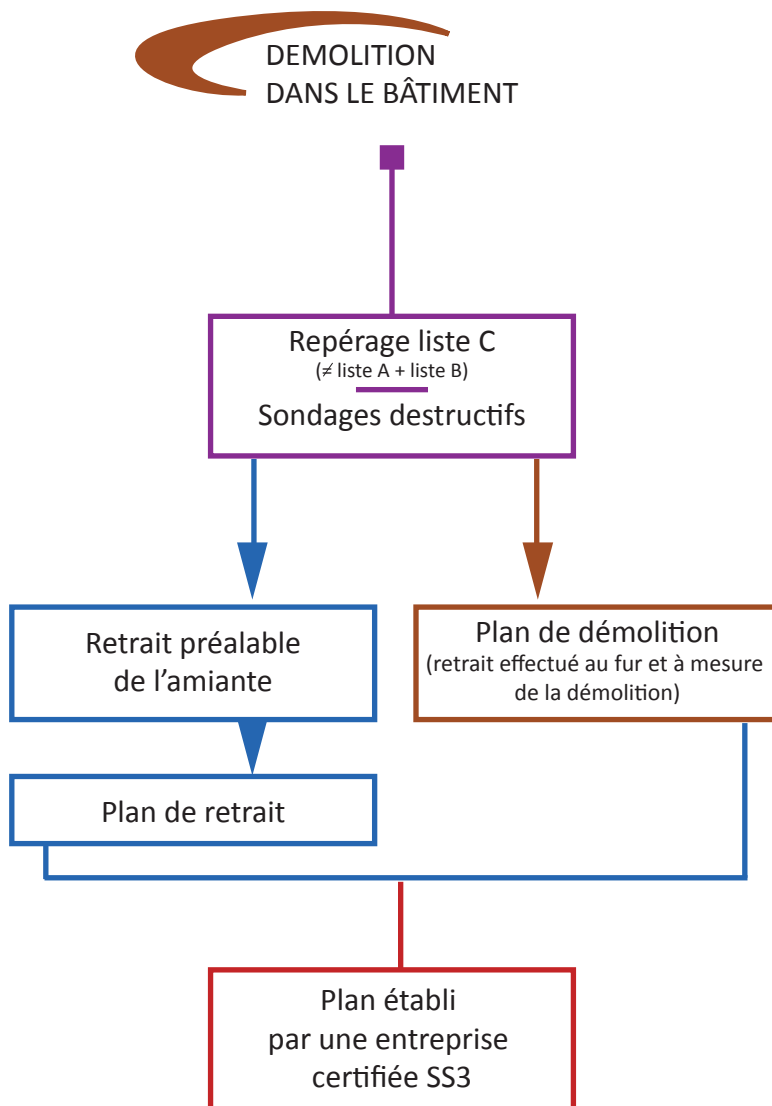 DEMOLITION
DANS LE BÂTIMENT
Repérage liste C
(≠ liste A + liste B)
Sondages destructifs
Retrait préalable
de l’amiante
Plan de démolition
(retrait effectué au fur et à mesure
de la démolition)
Plan de retrait
Plan établi
par une entreprise
certifiée SS3